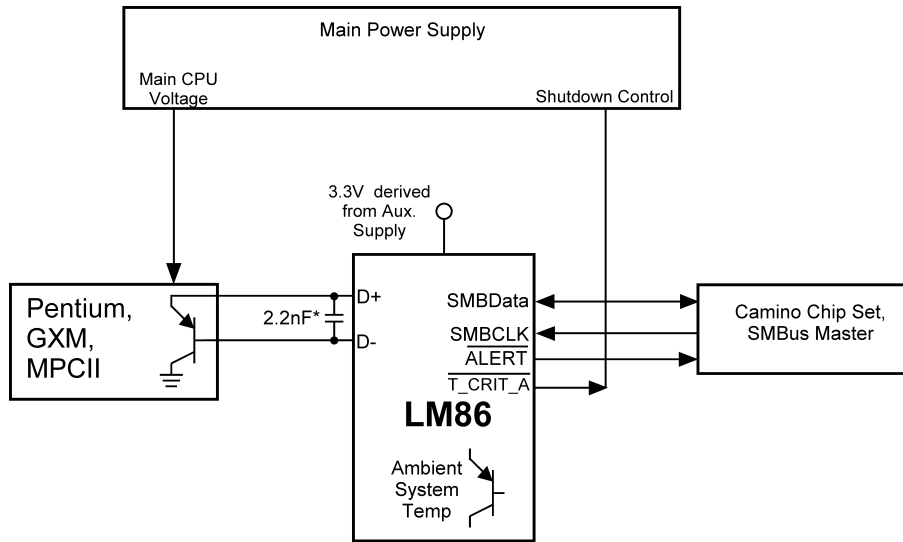 Main Power Supply
Main CPU
Voltage
Shutdown Control
3.3V derived
from Aux.
Supply
Pentium,
GXM,
MPCII
2.2nF*
D+
D-
SMBData
SMBCLK
ALERT
T_CRIT_A
LM86
Ambient
System
Temp
Camino Chip Set,
SMBus Master